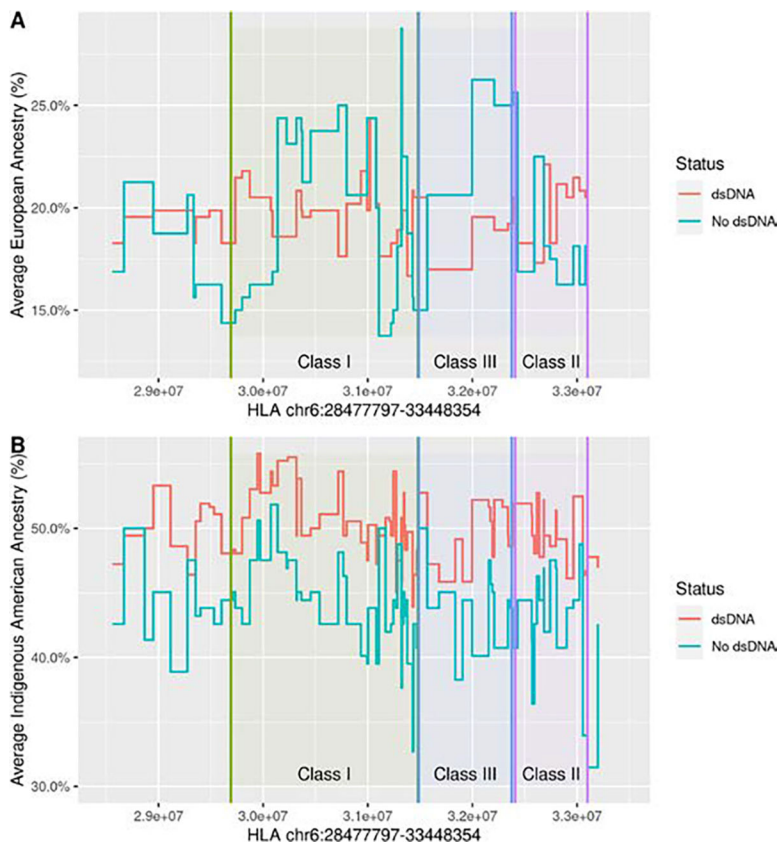 A
Average European Ancestry (%)
25.0%
20.0%
15.0%
Class I
Class III
Class II
2.9e+07
3.0e+07
3.1e+07
3.2e+07
3.3e+07
HLA chr6:28477797-33448354
Status
dsDNA
No dsDNA
B
Average Indigenous American Ancestry (%)
50.0%
40.0%
30.0%
Class I
Class III
Class II
2.9e+07
3.0e+07
3.1e+07
3.2e+07
3.3e+07
HLA chr6:28477797-33448354
Status
dsDNA
No dsDNA